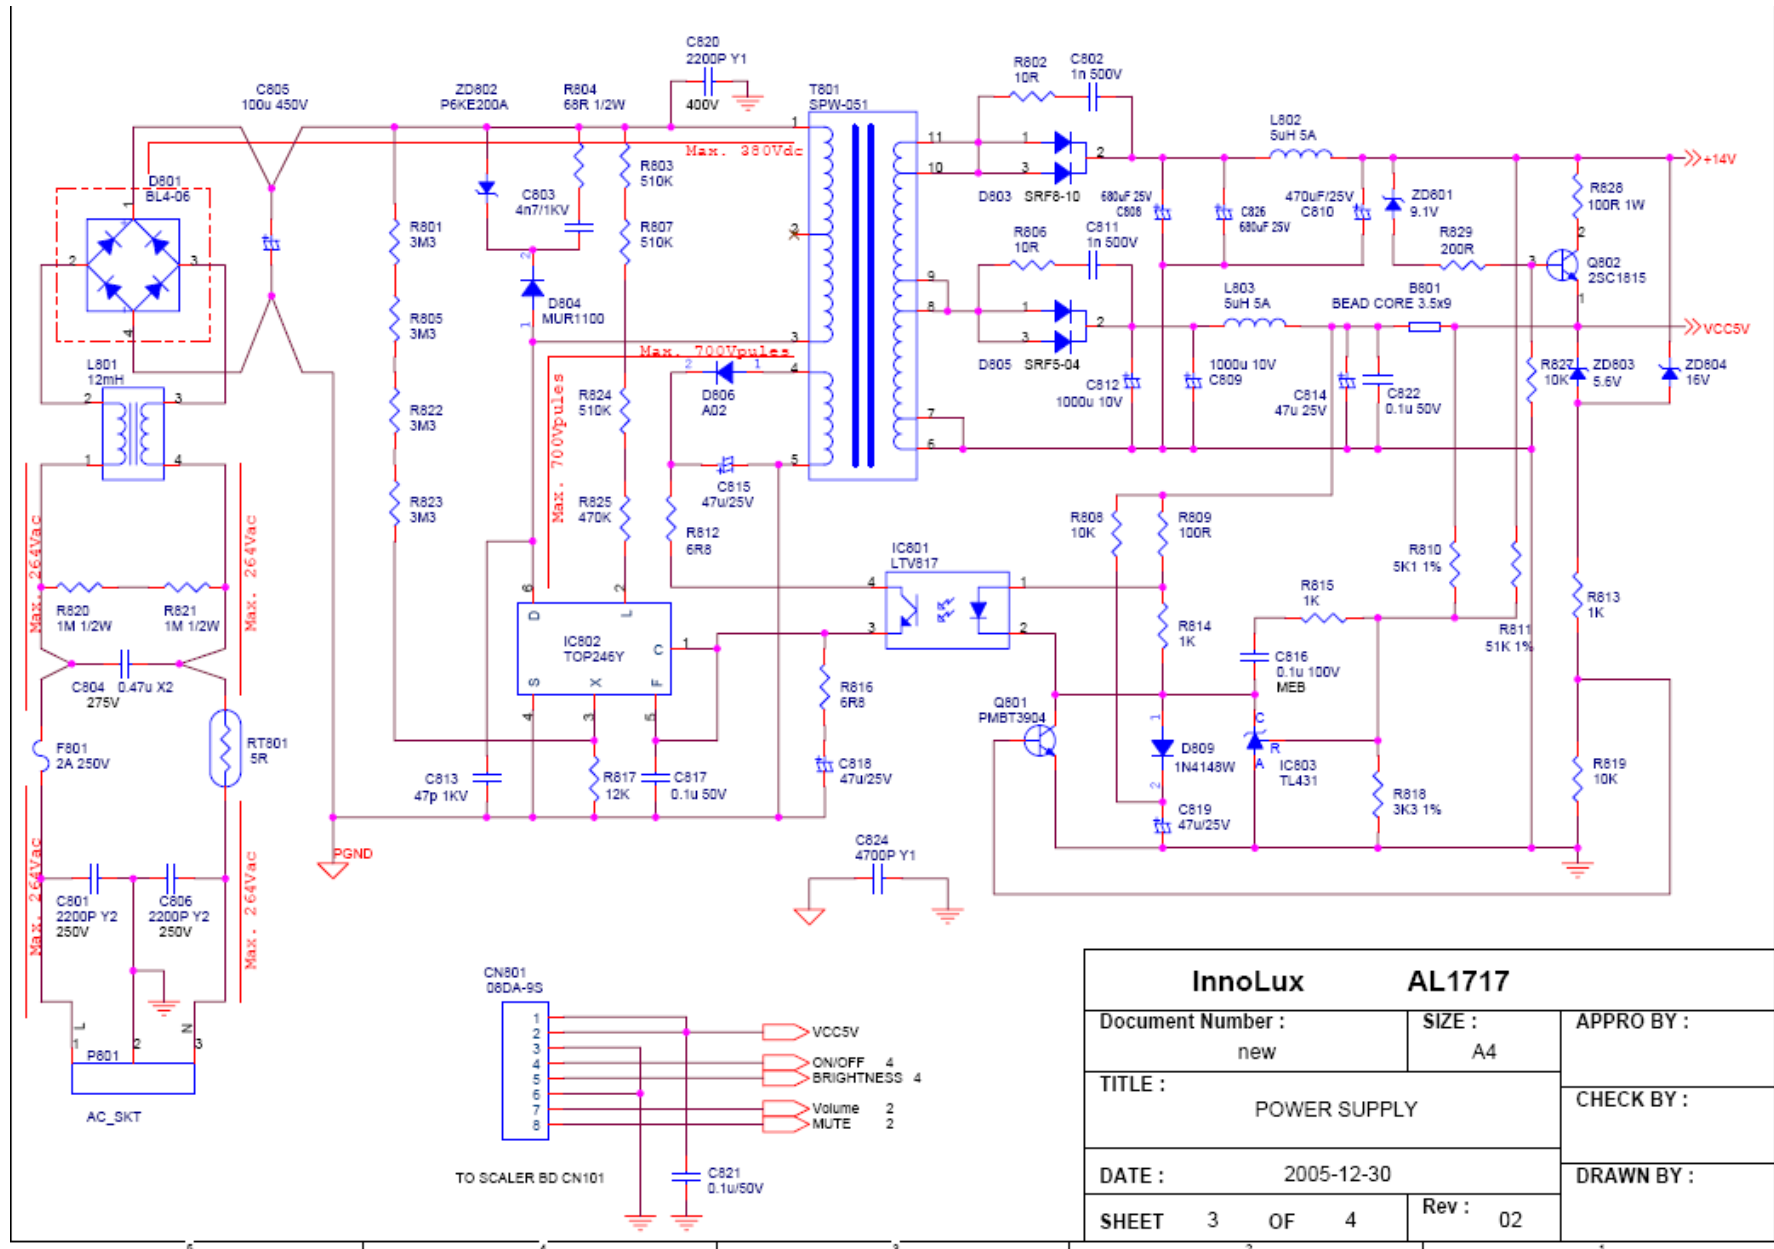 C820
2200P Y1
400V
C805
100u 450V
ZD802
P6KE200A
R804
68R 1/2W
T801
SPW-051
R802
10R
C802
1n 500V
L802
5uH 5A
+14V
Max. 380Vdc
D801
BL4-06
C803
4n7/1KV
R803
510K
R801
3M3
R807
510K
D803
SRF8-10
680uF 25V
C808
C826
680uF 25V
470uF/25V
C810
ZD801
9.1V
R828
100R 1W
R806
10R
C811
1n 500V
R829
200R
Q802
2SC1815
D804
MUR1100
R805
3M3
L803
5uH 5A
B801
BEAD CORE 3.5x9
VCC5V
Max. 700Vpules
D805
SRF5-04
L801
12mH
D806
A02
C812
1000u 10V
1000u 10V
C809
C814
47u 25V
C822
0.1u 50V
R827
10K
ZD803
5.6V
ZD804
16V
R822
3M3
R824
510K
Max. 700Vpules
R823
3M3
R825
470K
C815
47u/25V
R812
6R8
R808
10K
R809
100R
IC801
LTV817
R810
5K1 1%
R811
51K 1%
Max. 264Vac
Max. 264Vac
R820
1M 1/2W
R821
1M 1/2W
R815
1K
R813
1K
R814
1K
IC802
TOP246Y
D
L
C
S
X
F
C804
0.47u X2
275V
R816
6R8
C816
0.1u 100V
MEB
Q801
PMBT3904
F801
2A 250V
RT801
5R
C813
47p 1KV
R817
12K
C817
0.1u 50V
C818
47u/25V
D809
1N4148W
C
R
A
IC803
TL431
R818
3K3 1%
R819
10K
C819
47u/25V
PGND
C824
4700P Y1
Max. 264Vac
Max. 264Vac
C801
2200P Y2
250V
C806
2200P Y2
250V
L
N
1
2
3
P801
AC_SKT
CN801
08DA-9S
1
2
3
4
5
6
7
8
VCC5V
ON/OFF 4
BRIGHTNESS 4
Volume 2
MUTE 2
TO SCALER BD CN101
C821
0.1u/50V
InnoLux AL1717
Document Number :
new
SIZE :
A4
APPRO BY :
TITLE :
POWER SUPPLY
CHECK BY :
DATE : 2005-12-30
DRAWN BY :
SHEET 3 OF 4
Rev :
02